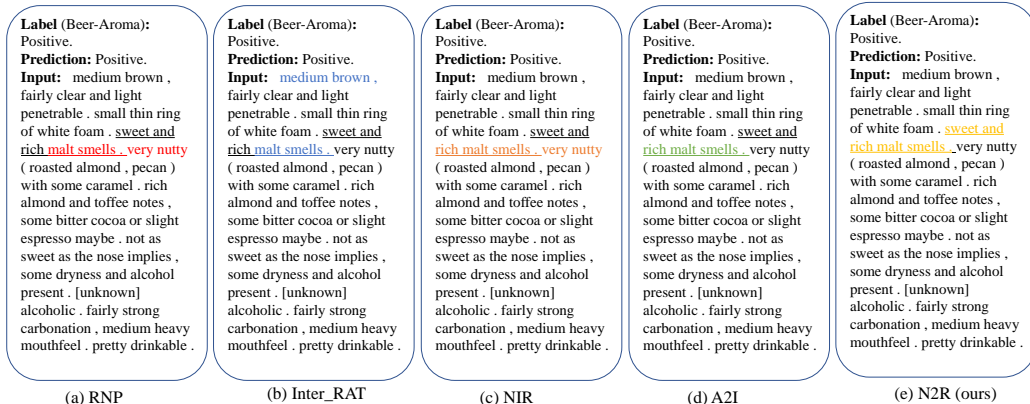 Label (Beer-Aroma):
Positive.
Prediction: Positive.
Input: medium brown ,
fairly clear and light
penetrable . small thin ring
of white foam . sweet and
rich malt smells . very nutty
( roasted almond , pecan )
with some caramel . rich
almond and toffee notes ,
some bitter cocoa or slight
espresso maybe . not as
sweet as the nose implies ,
some dryness and alcohol
present . [unknown]
alcoholic . fairly strong
carbonation , medium heavy
mouthfeel . pretty drinkable .
(a) RNP
Label (Beer-Aroma):
Positive.
Prediction: Positive.
Input: medium brown ,
fairly clear and light
penetrable . small thin ring
of white foam . sweet and
rich malt smells . very nutty
( roasted almond , pecan )
with some caramel . rich
almond and toffee notes ,
some bitter cocoa or slight
espresso maybe . not as
sweet as the nose implies ,
some dryness and alcohol
present . [unknown]
alcoholic . fairly strong
carbonation , medium heavy
mouthfeel . pretty drinkable .
(b) Inter_RAT
Label (Beer-Aroma):
Positive.
Prediction: Positive.
Input: medium brown ,
fairly clear and light
penetrable . small thin ring
of white foam . sweet and
rich malt smells . very nutty
( roasted almond , pecan )
with some caramel . rich
almond and toffee notes ,
some bitter cocoa or slight
espresso maybe . not as
sweet as the nose implies ,
some dryness and alcohol
present . [unknown]
alcoholic . fairly strong
carbonation , medium heavy
mouthfeel . pretty drinkable .
(c) NIR
Label (Beer-Aroma):
Positive.
Prediction: Positive.
Input: medium brown ,
fairly clear and light
penetrable . small thin ring
of white foam . sweet and
rich malt smells . very nutty
( roasted almond , pecan )
with some caramel . rich
almond and toffee notes ,
some bitter cocoa or slight
espresso maybe . not as
sweet as the nose implies ,
some dryness and alcohol
present . [unknown]
alcoholic . fairly strong
carbonation , medium heavy
mouthfeel . pretty drinkable .
(d) A2I
Label (Beer-Aroma):
Positive.
Prediction: Positive.
Input: medium brown ,
fairly clear and light
penetrable . small thin ring
of white foam . sweet and
rich malt smells . very nutty
( roasted almond , pecan )
with some caramel . rich
almond and toffee notes ,
some bitter cocoa or slight
espresso maybe . not as
sweet as the nose implies ,
some dryness and alcohol
present . [unknown]
alcoholic . fairly strong
carbonation , medium heavy
mouthfeel . pretty drinkable .
(e) N2R (ours)